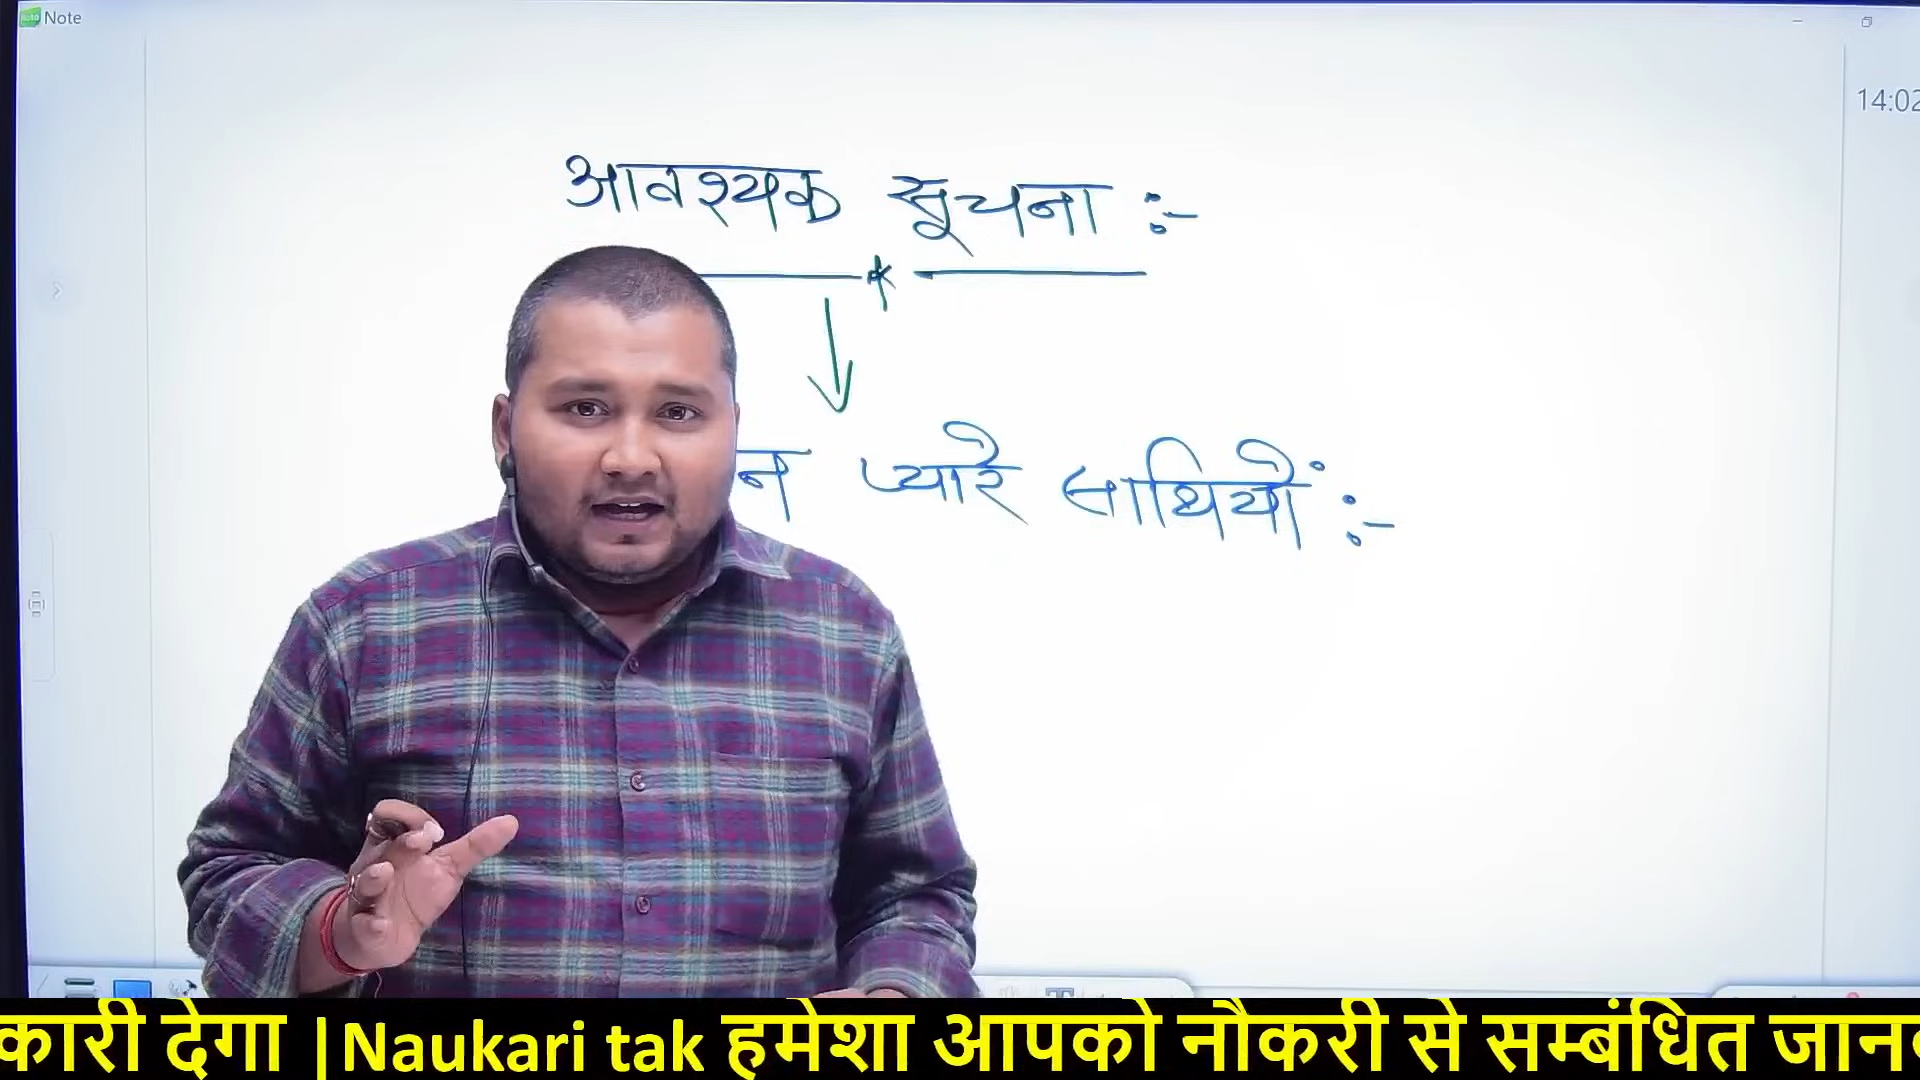 Note
14:02
आवश्यक सूचना :-
न प्यारे साथियों :-
कारी देगा | Naukari tak हमेशा आपको नौकरी से सम्बंधित जान